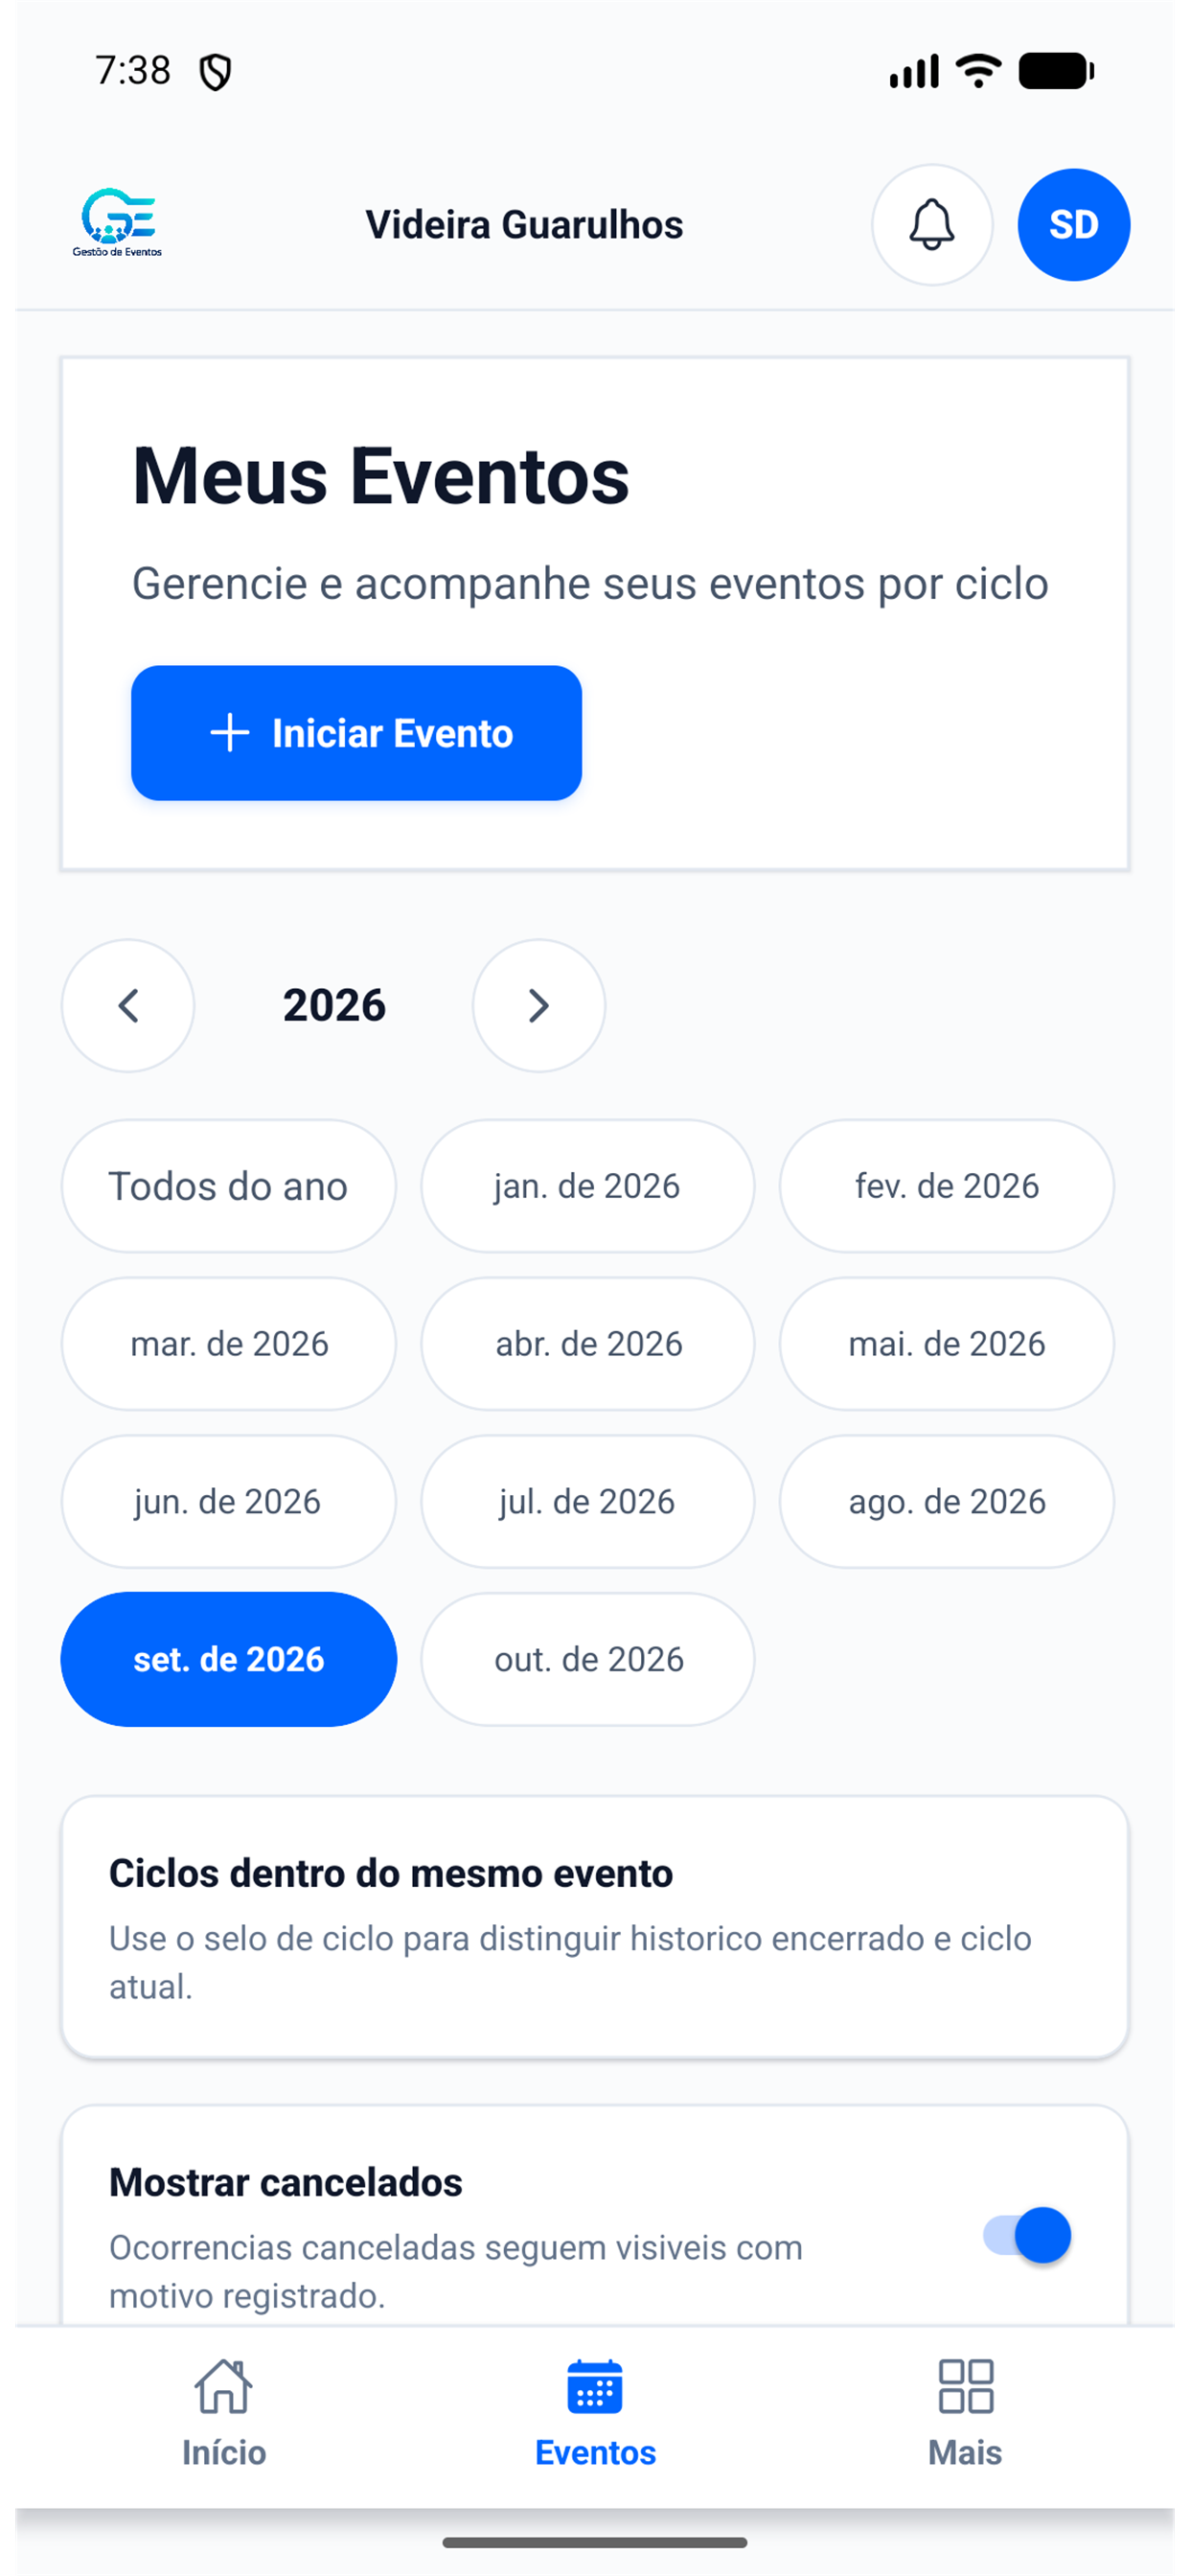 7:38
Gestão de Eventos
Videira Guarulhos
SD
Meus Eventos
Gerencie e acompanhe seus eventos por ciclo
Iniciar Evento
2026
Todos do ano
jan. de 2026
fev. de 2026
mar. de 2026
abr. de 2026
mai. de 2026
jun. de 2026
jul. de 2026
ago. de 2026
set. de 2026
out. de 2026
Ciclos dentro do mesmo evento
Use o selo de ciclo para distinguir historico encerrado e ciclo
atual.
Mostrar cancelados
Ocorrencias canceladas seguem visiveis com
motivo registrado.
Início
Eventos
Mais